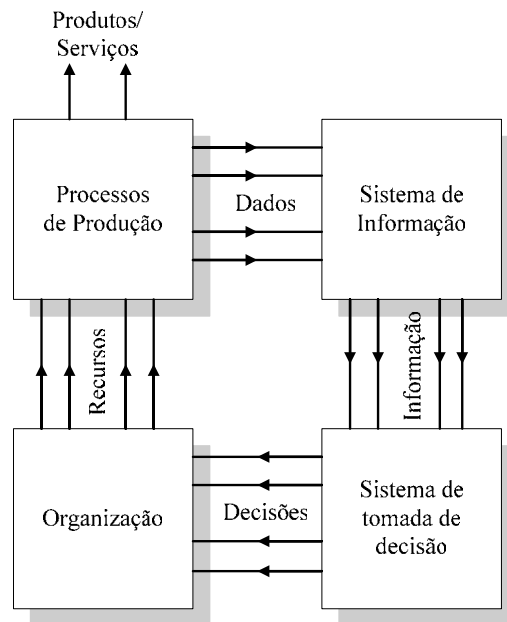 Produtos/
Serviços
Processos
de Produção
Dados
Sistema de
Informação
Recursos
Informação
Organização
Decisões
Sistema de
tomada de
decisão